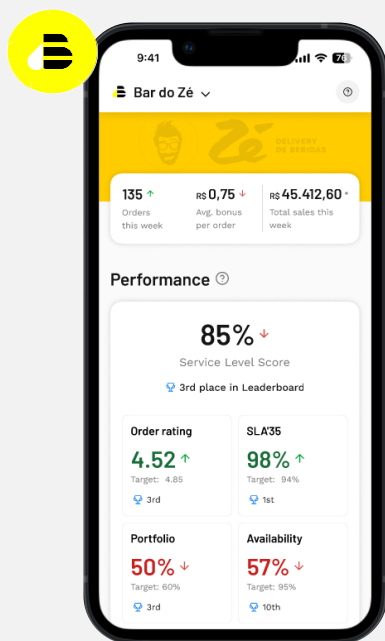 9:41
76
Bar do Zé
Zé DELIVERY
DE BEBIDAS
135 R$ 0,75 R$ 45.412,60
Orders Avg. bonus Total sales this
this week per order week
Performance
85%
Service Level Score
3rd place in Leaderboard
Order rating SLA'35
4.52 98%
Target: 4.85 Target: 94%
3rd 1st
Portfolio Availability
50% 57%
Target: 60% Target: 95%
3rd 10th